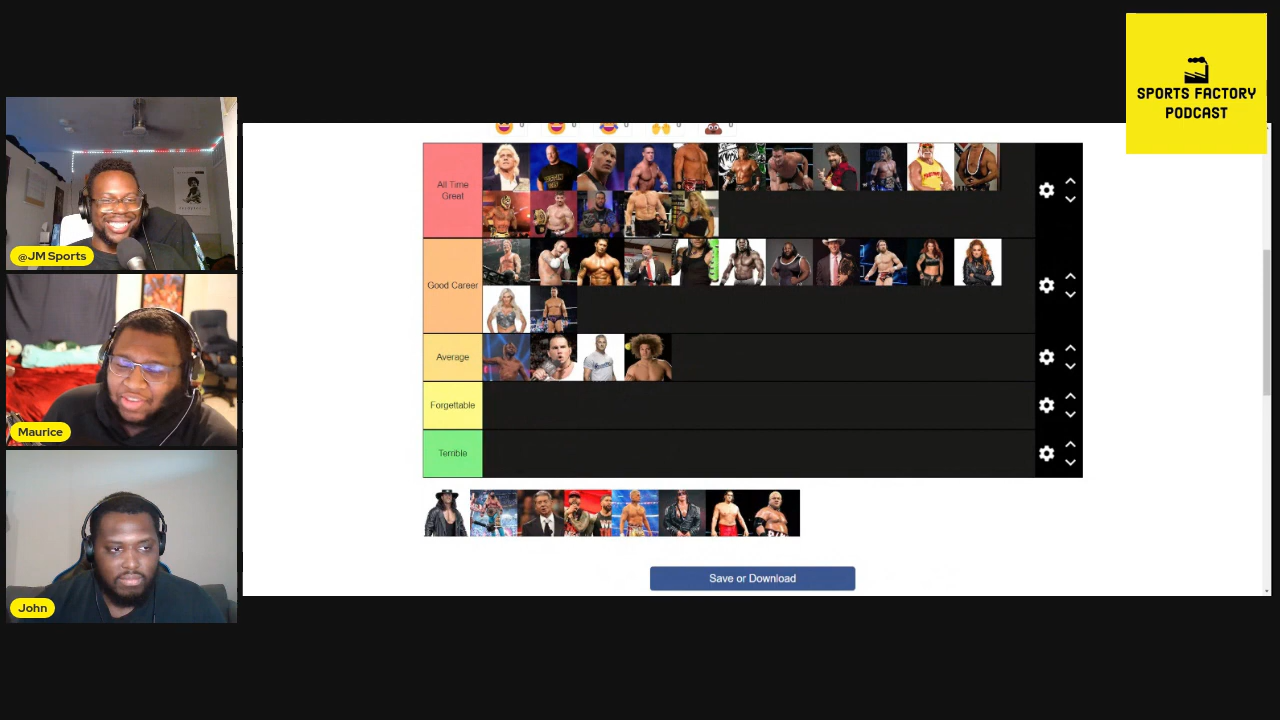 SPORTS FACTORY
PODCAST
@JM Sports
Maurice
John
All Time
Great
Good Career
Average
Forgettable
Terrible
Save or Download